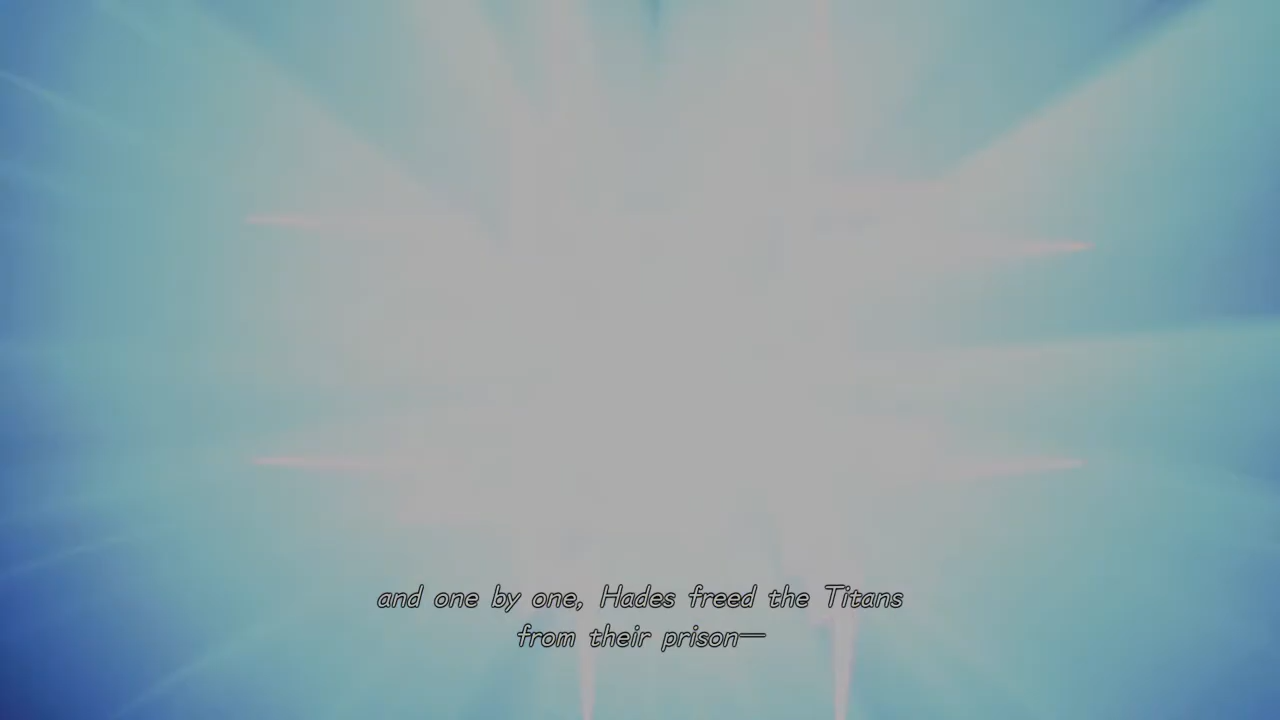 and one by one, Hades freed the Titans
from their prison—